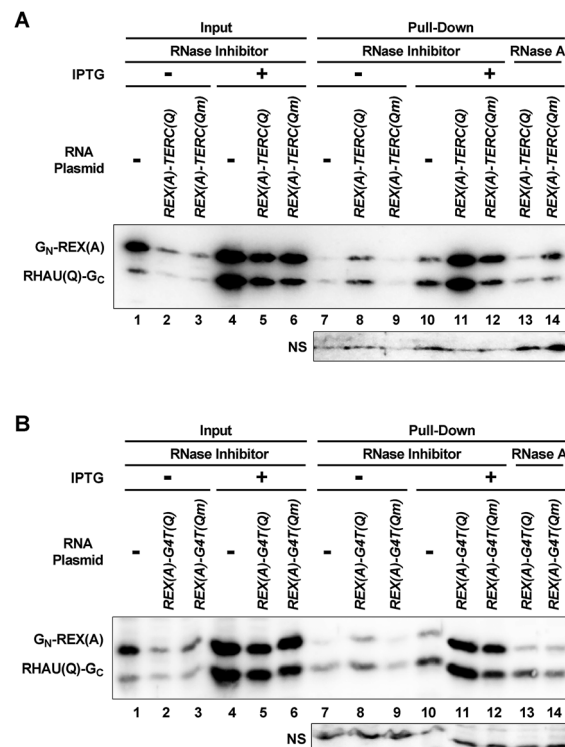 A
Input Pull-Down
RNase Inhibitor RNase Inhibitor RNase A
IPTG - + - +
RNA Plasmid - REX(A)-TERC(Q) REX(A)-TERC(Qm) - REX(A)-TERC(Q) REX(A)-TERC(Qm) - REX(A)-TERC(Q) REX(A)-TERC(Qm) - REX(A)-TERC(Q) REX(A)-TERC(Qm) REX(A)-TERC(Q) REX(A)-TERC(Qm)
GN-REX(A)
RHAU(Q)-GC
1 2 3 4 5 6 7 8 9 10 11 12 13 14
NS
B
Input Pull-Down
RNase Inhibitor RNase Inhibitor RNase A
IPTG - + - +
RNA Plasmid - REX(A)-G4T(Q) REX(A)-G4T(Qm) - REX(A)-G4T(Q) REX(A)-G4T(Qm) - REX(A)-G4T(Q) REX(A)-G4T(Qm) - REX(A)-G4T(Q) REX(A)-G4T(Qm) REX(A)-G4T(Q) REX(A)-G4T(Qm)
GN-REX(A)
RHAU(Q)-GC
1 2 3 4 5 6 7 8 9 10 11 12 13 14
NS